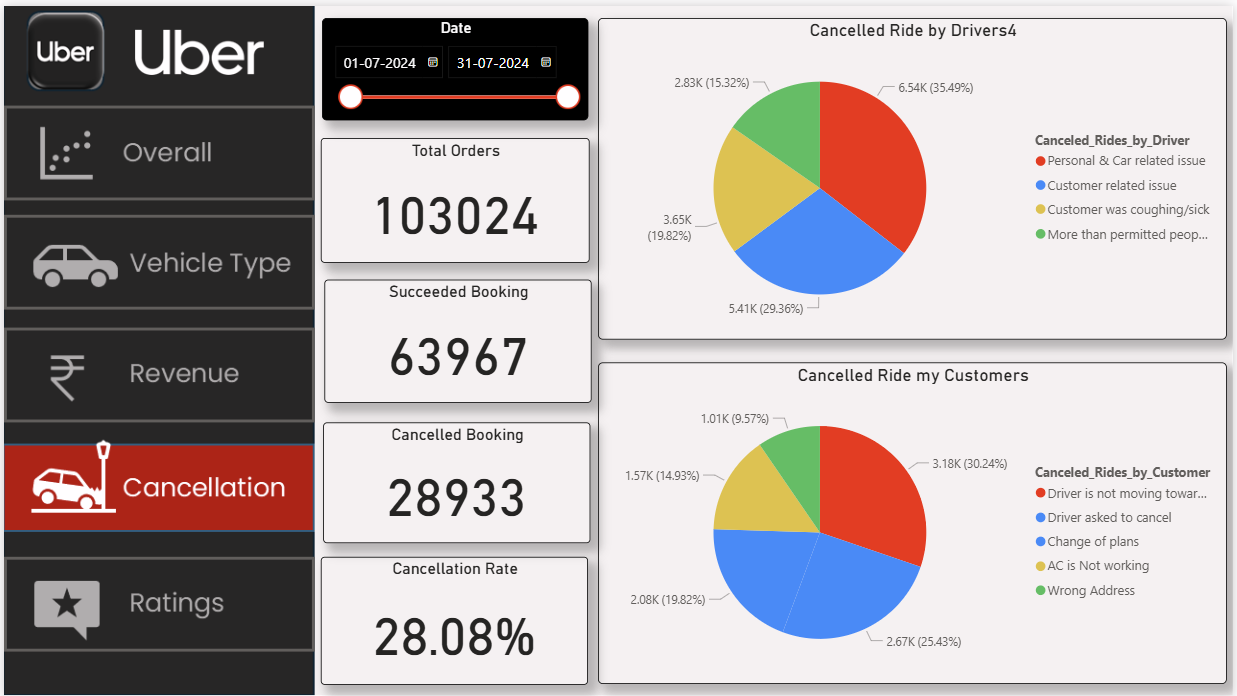 Uber
Uber
Overall
Vehicle Type
Revenue
Cancellation
Ratings
Date
01-07-2024
31-07-2024
Total Orders
103024
Succeeded Booking
63967
Cancelled Booking
28933
Cancellation Rate
28.08%
Cancelled Ride by Drivers4
2.83K (15.32%)
6.54K (35.49%)
3.65K
(19.82%)
5.41K (29.36%)
Canceled_Rides_by_Driver
Personal & Car related issue
Customer related issue
Customer was coughing/sick
More than permitted peop...
Cancelled Ride my Customers
1.01K (9.57%)
3.18K (30.24%)
1.57K (14.93%)
2.08K (19.82%)
2.67K (25.43%)
Canceled_Rides_by_Customer
Driver is not moving towar...
Driver asked to cancel
Change of plans
AC is Not working
Wrong Address